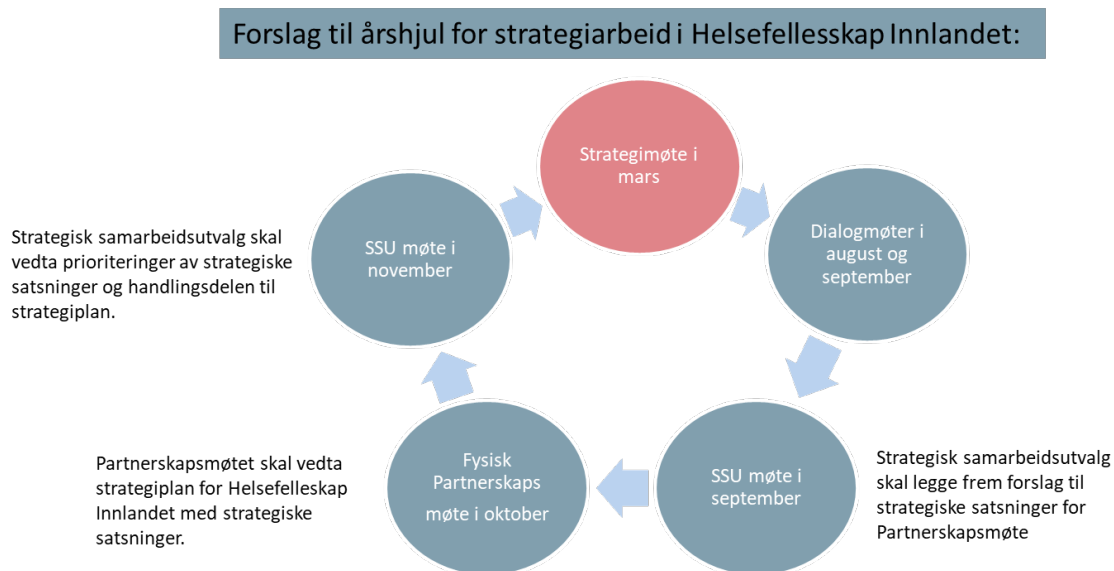 Forslag til årshjul for strategiarbeid i Helsefellesskap Innlandet:
Strategimøte i
mars
Dialogmøter i
august og
september
SSU møte i
september
Strategisk samarbeidsutvalg
skal legge frem forslag til
strategiske satsninger for
Partnerskapsmøte
Fysisk
Partnerskaps
møte i oktober
Partnerskapsmøtet skal vedta
strategiplan for Helsefelleskap
Innlandet med strategiske
satsninger.
SSU møte i
november
Strategisk samarbeidsutvalg skal
vedta prioriteringer av strategiske
satsninger og handlingsdelen til
strategiplan.